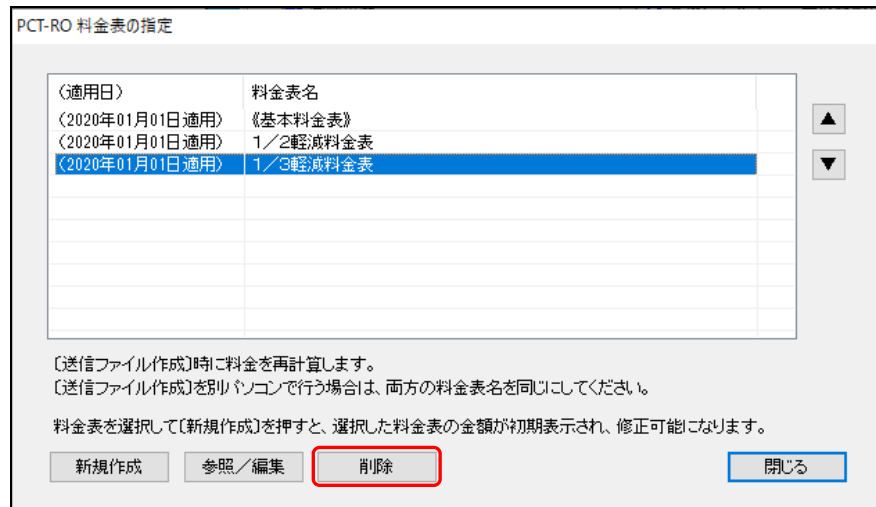 PCT-RO 料金表の指定
(適用日) 料金表名
(2020年01月01日適用) 《基本料金表》
(2020年01月01日適用) 1／2軽減料金表
(2020年01月01日適用) 1／3軽減料金表
▲
▼
〔送信ファイル作成〕時に料金を再計算します。
〔送信ファイル作成〕を別パソコンで行う場合は、両方の料金表名を同じにしてください。
料金表を選択して〔新規作成〕を押すと、選択した料金表の金額が初期表示され、修正可能になります。
新規作成 参照／編集 削除 閉じる